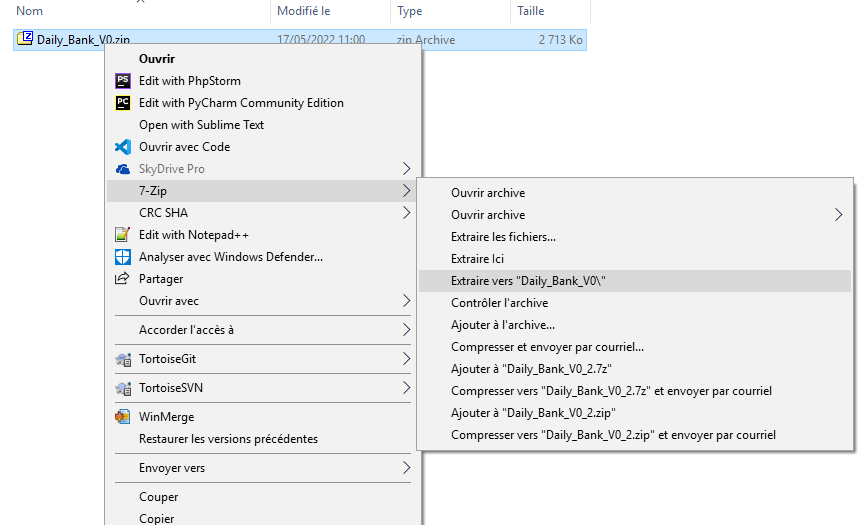 Nom Modifié le Type Taille
Daily_Bank_V0.zip 17/05/2022 11:00 zip Archive 2 713 Ko
Ouvrir
Edit with PhpStorm
Edit with PyCharm Community Edition
Open with Sublime Text
Ouvrir avec Code
SkyDrive Pro
7-Zip
CRC SHA
Edit with Notepad++
Analyser avec Windows Defender...
Partager
Ouvrir avec
Accorder l'accès à
TortoiseGit
TortoiseSVN
WinMerge
Restaurer les versions précédentes
Envoyer vers
Couper
Copier
Ouvrir archive
Ouvrir archive
Extraire les fichiers...
Extraire Ici
Extraire vers "Daily_Bank_V0\"
Contrôler l'archive
Ajouter à l'archive...
Compresser et envoyer par courriel...
Ajouter à "Daily_Bank_V0_2.7z"
Compresser vers "Daily_Bank_V0_2.7z" et envoyer par courriel
Ajouter à "Daily_Bank_V0_2.zip"
Compresser vers "Daily_Bank_V0_2.zip" et envoyer par courriel